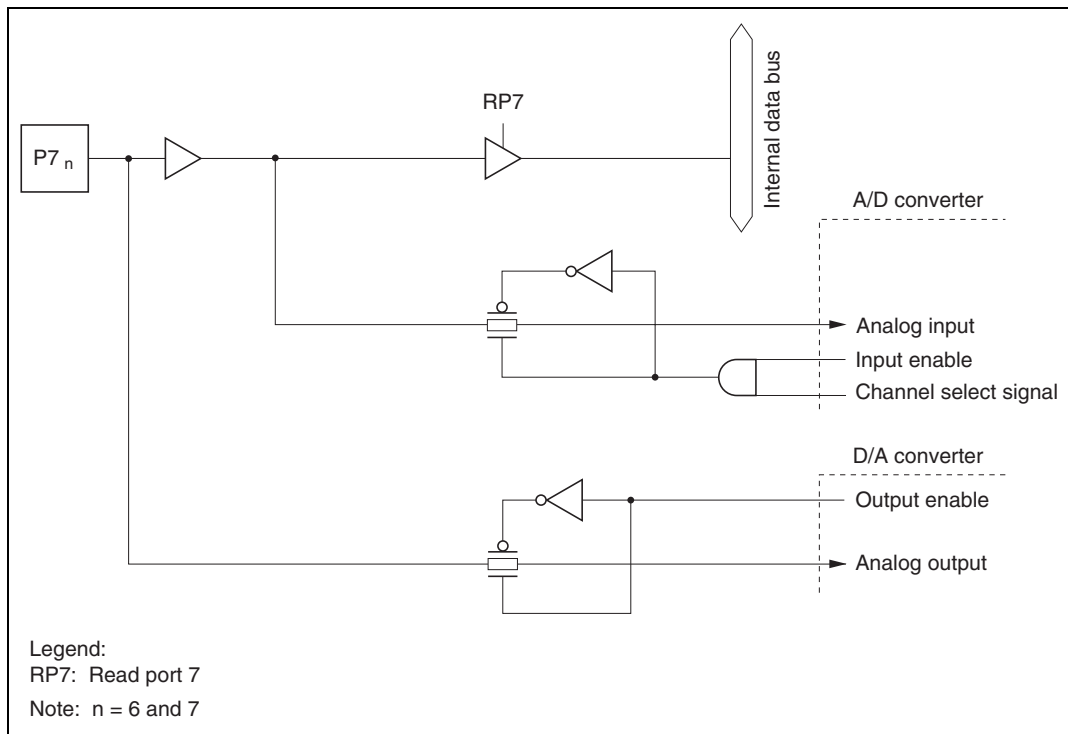 RP7
P7 n
Internal data bus
A/D converter
Analog input
Input enable
Channel select signal
D/A converter
Output enable
Analog output
Legend:
RP7: Read port 7
Note: n = 6 and 7